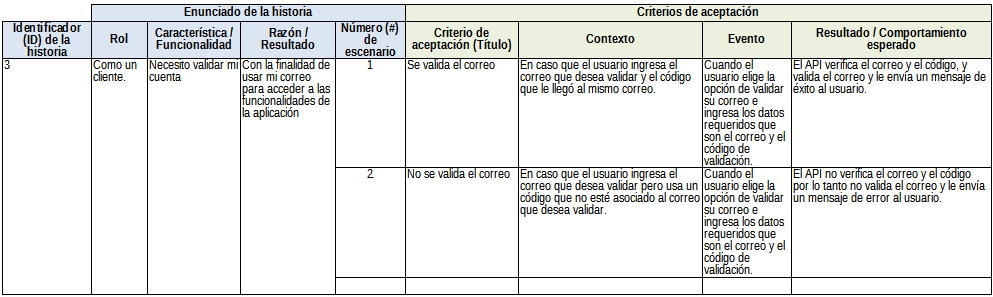 Enunciado de la historia
Criterios de aceptación
Identificador
(ID) de la
historia
Rol
Característica /
Funcionalidad
Razón /
Resultado
Número (#)
de
escenario
Criterio de
aceptación (Título)
Contexto
Evento
Resultado / Comportamiento
esperado
3
Como un
cliente.
Necesito validar mi
cuenta
Con la finalidad de
usar mi correo
para acceder a las
funcionalidades de
la aplicación
1
Se valida el correo
En caso que el usuario ingresa el
correo que desea validar y el código
que le llegó al mismo correo.
Cuando el
usuario elige la
opción de validar
su correo e
ingresa los datos
requeridos que
son el correo y el
código de
validación.
El API verifica el correo y el código, y
valida el correo y le envía un mensaje de
éxito al usuario.
2
No se valida el correo
En caso que el usuario ingresa el
correo que desea validar pero usa un
código que no esté asociado al correo
que desea validar.
Cuando el
usuario elige la
opción de validar
su correo e
ingresa los datos
requeridos que
son el correo y el
código de
validación.
El API no verifica el correo y el código
por lo tanto no valida el correo y le envía
un mensaje de error al usuario.